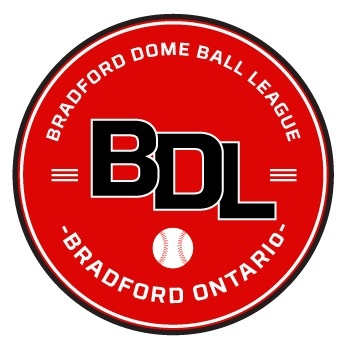 BRADFORD DOME BALL LEAGUE
BDL
-BRADFORD ONTARIO-